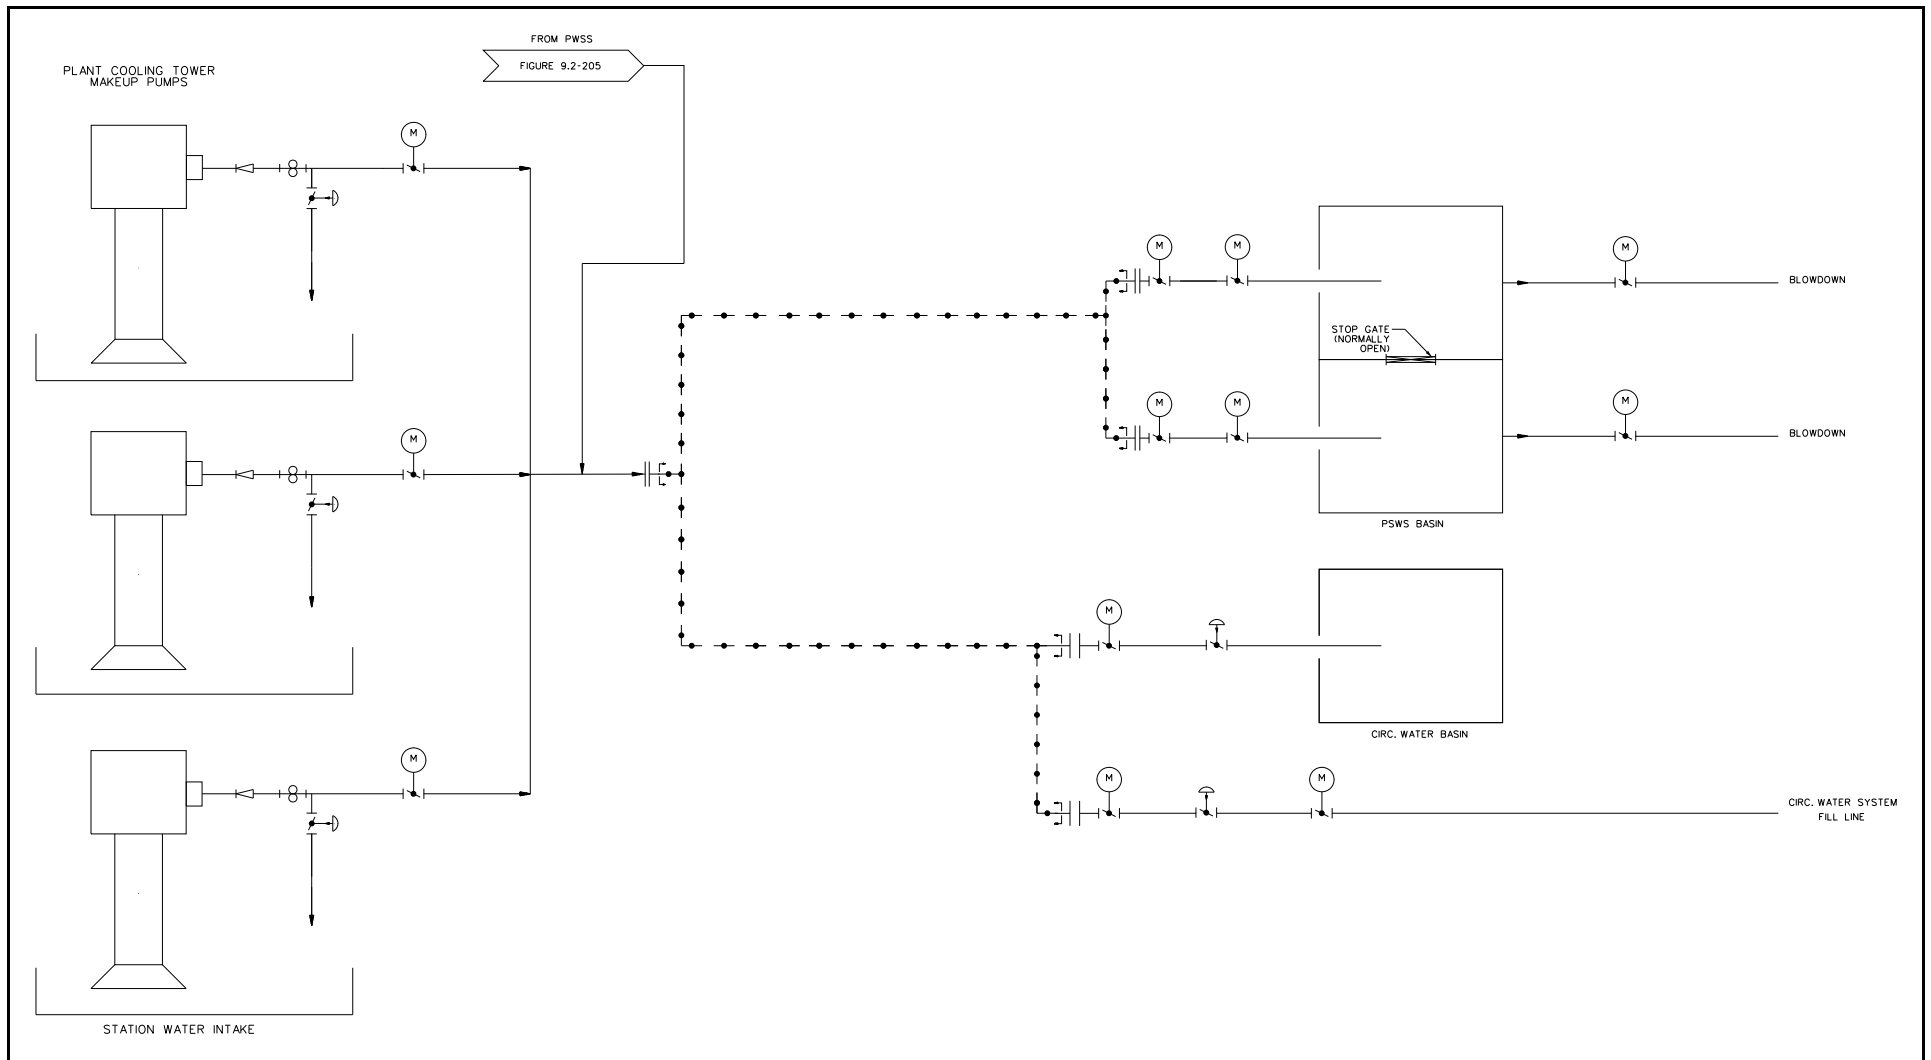 FROM PWSS
FIGURE 9.2-205
PLANT COOLING TOWER
MAKEUP PUMPS
M
M
M
M
M
BLOWDOWN
STOP GATE
(NORMALLY
OPEN)
M
M
M
BLOWDOWN
M
PSWS BASIN
M
CIRC. WATER BASIN
M
M
M
CIRC. WATER SYSTEM
FILL LINE
STATION WATER INTAKE